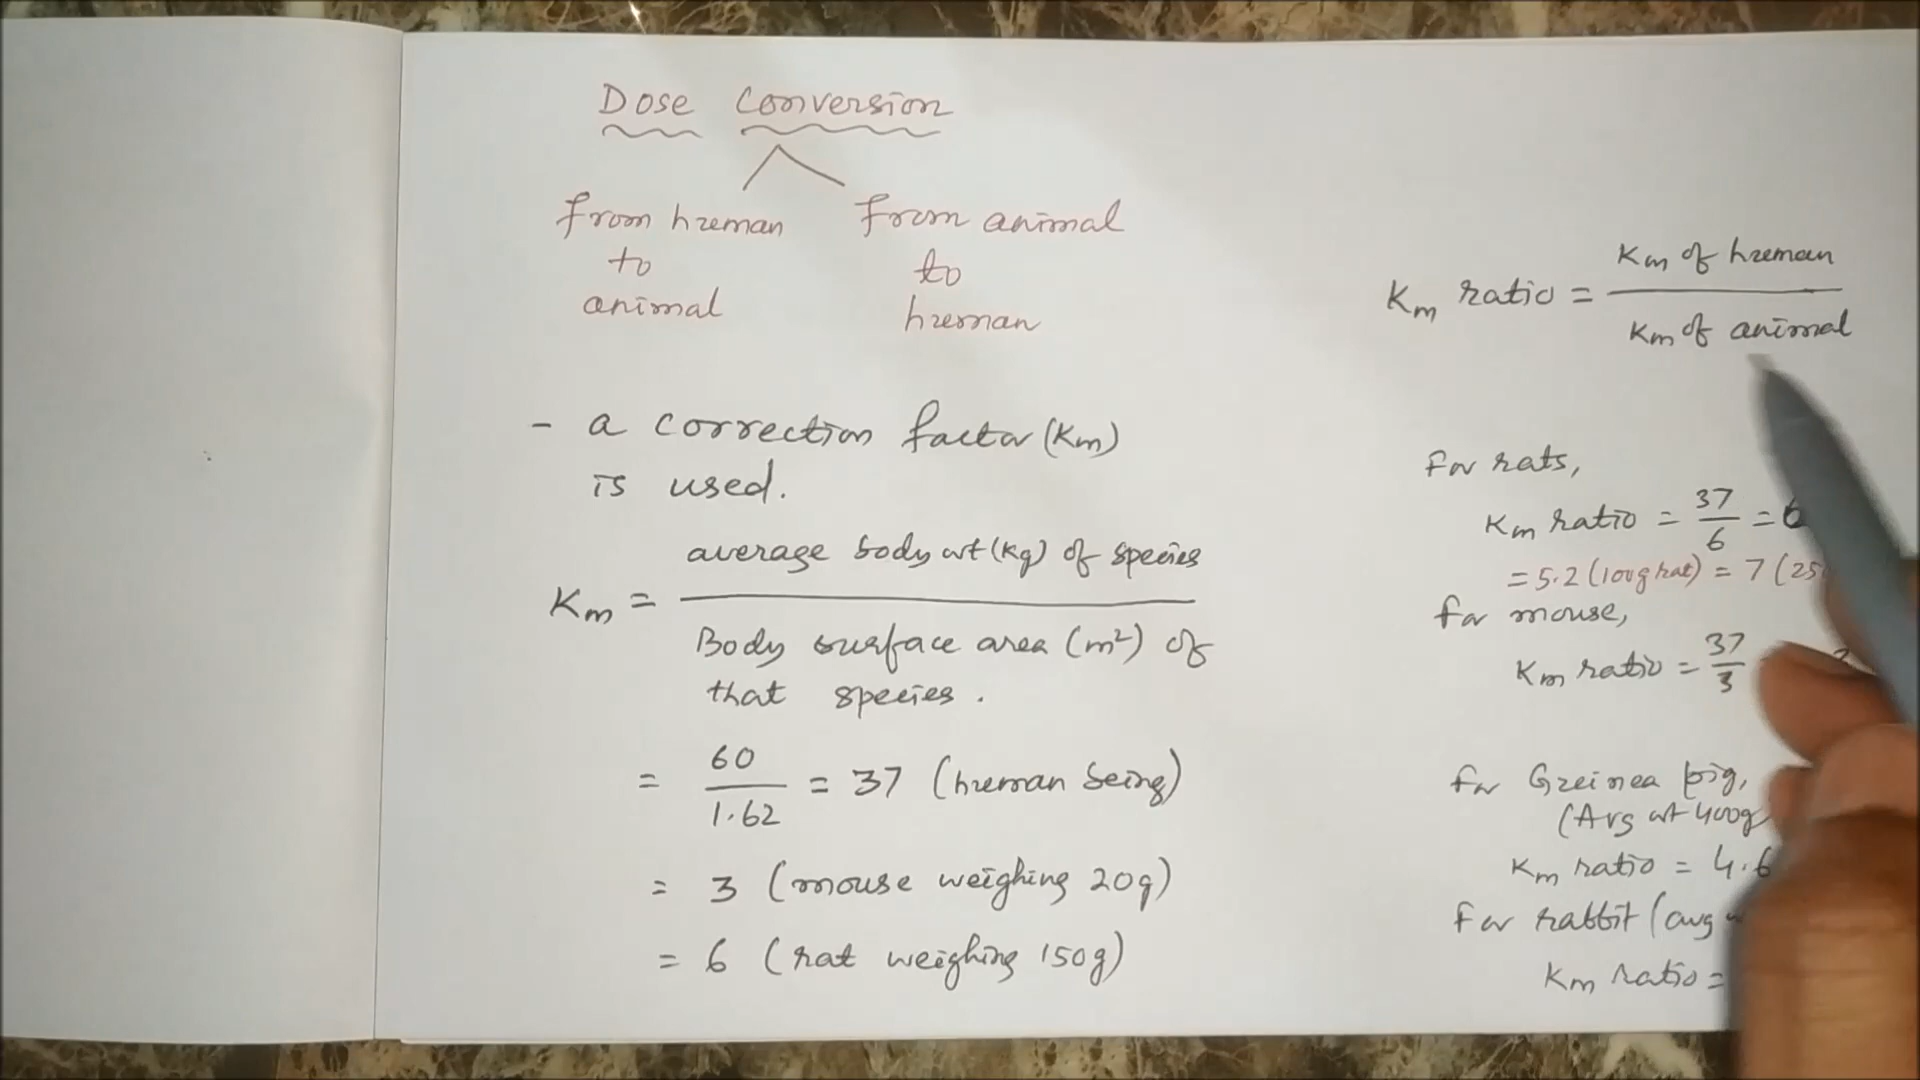 Dose Conversion
from human
to
animal
from animal
to
human
- a correction factor (Km)
is used.
Km = average body wt (kg) of species
Body surface area (m²) of
that species.
= 60 / 1.62 = 37 (human being)
= 3 (mouse weighing 20g)
= 6 (rat weighing 150g)
Km ratio = Km of human
Km of animal
For rats,
Km ratio = 37 / 6 = 6
= 5.2 (100g rat) = 7 (25
for mouse,
Km ratio = 37 / 3
for Guinea pig,
(Avg wt 400g
Km ratio = 4.6
For rabbit (avg
Km ratio =